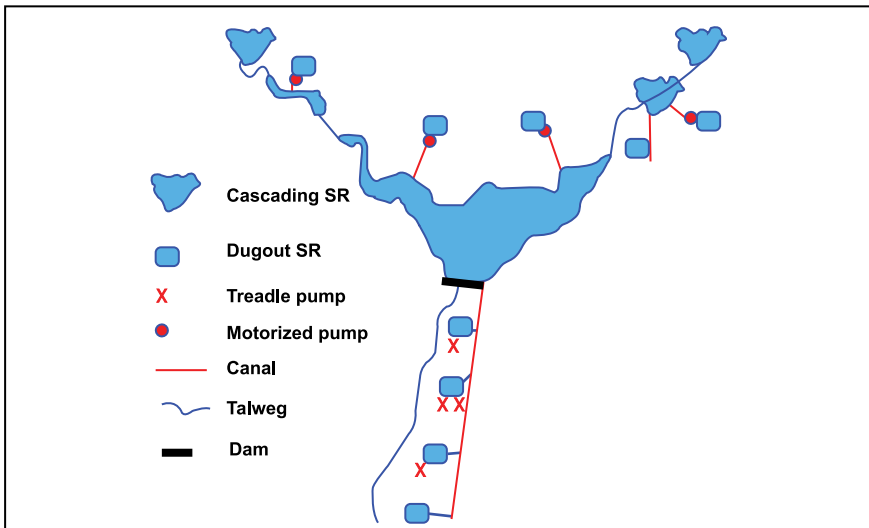 Cascading SR
Dugout SR
X Treadle pump
Motorized pump
Canal
Talweg
Dam
X
X X
X